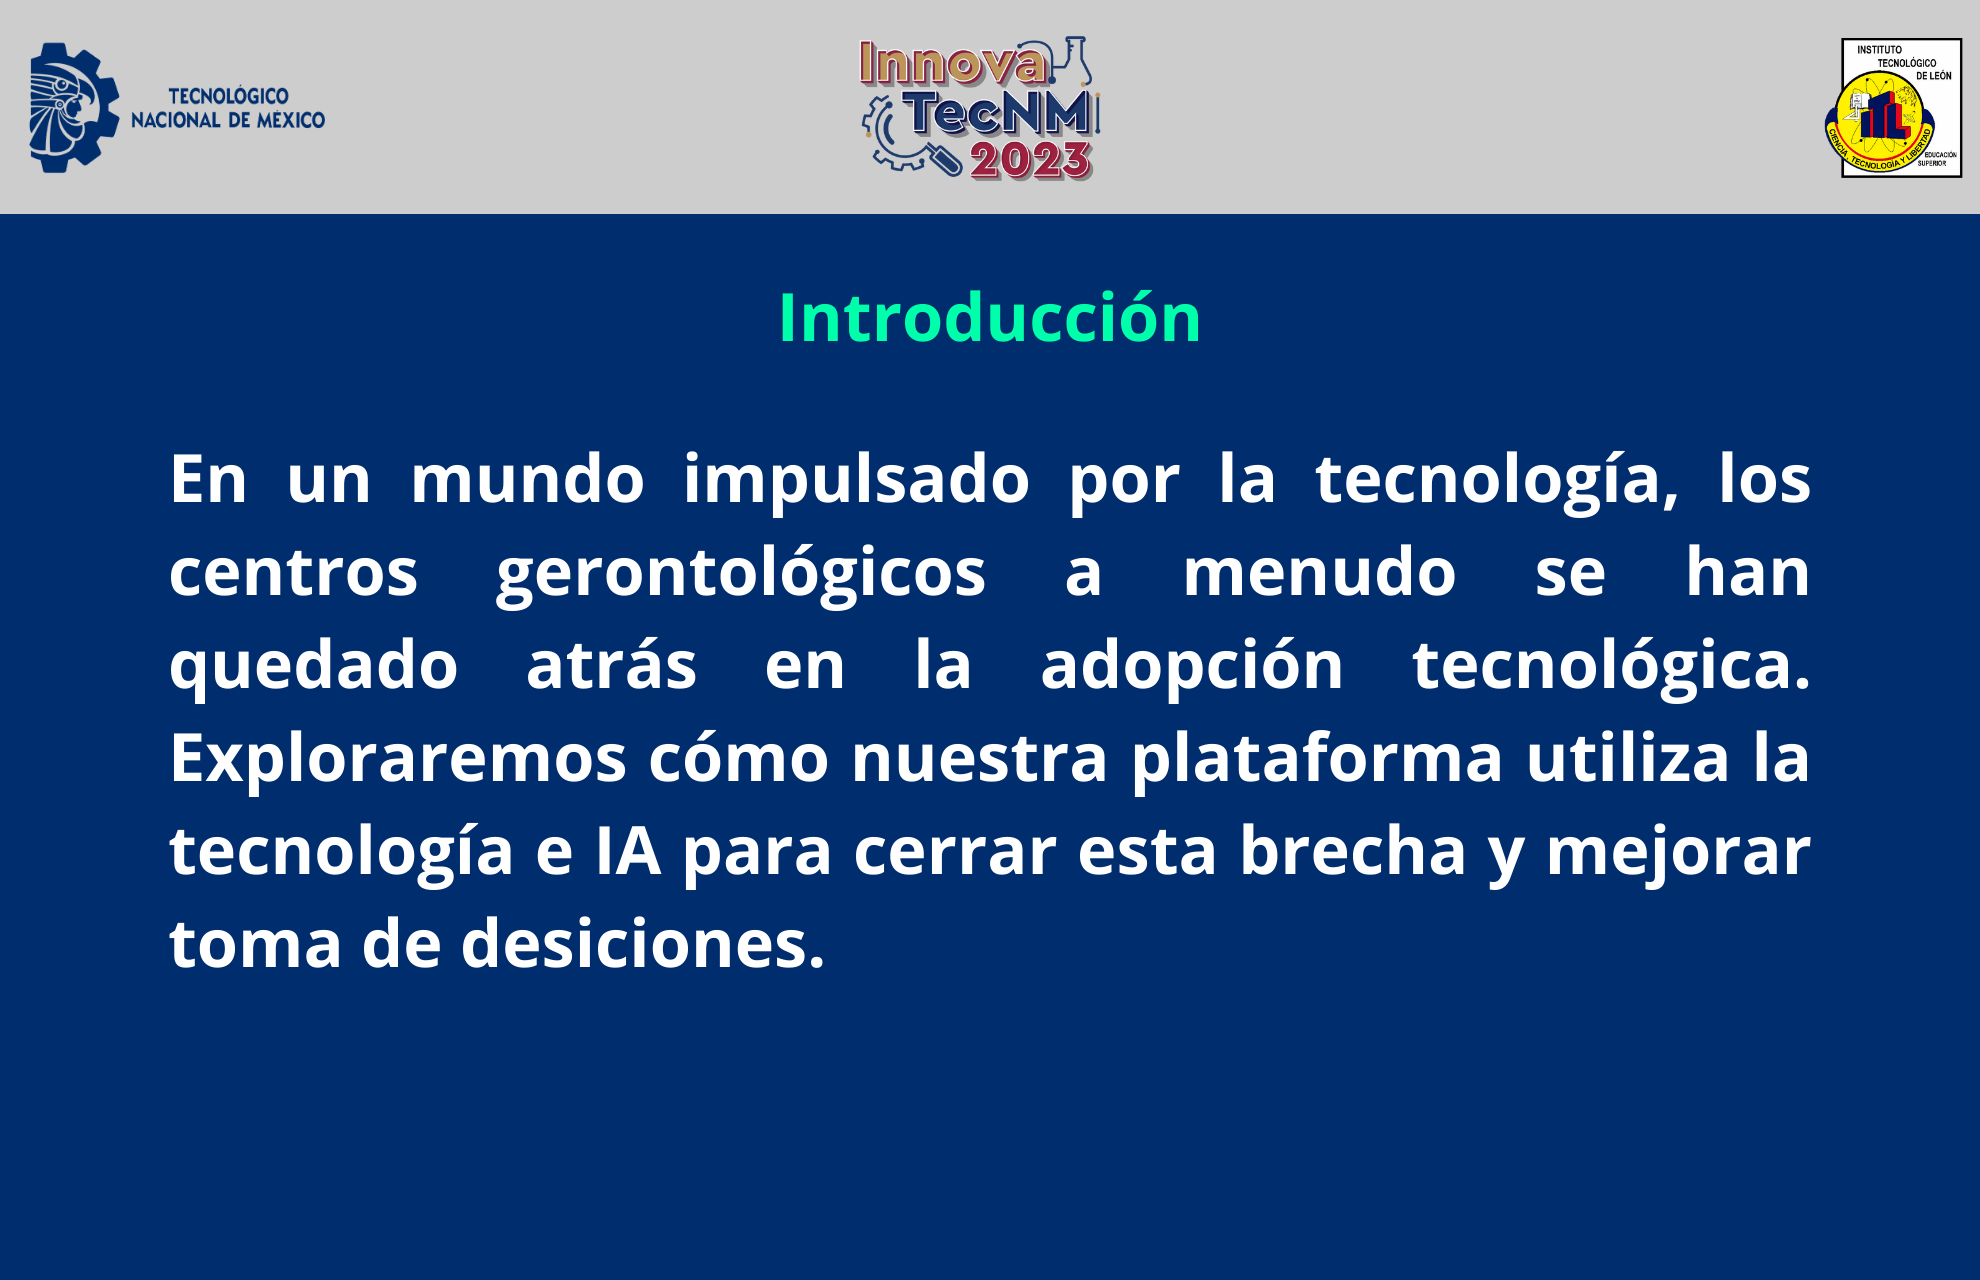 TECNOLÓGICO
NACIONAL DE MÉXICO
Innova
TecNM
2023
INSTITUTO
TECNOLÓGICO
DE LEÓN
ITL
CIENCIA, TECNOLOGÍA Y LIBERTAD
EDUCACIÓN
SUPERIOR
Introducción
En un mundo impulsado por la tecnología, los
centros gerontológicos a menudo se han
quedado atrás en la adopción tecnológica.
Exploraremos cómo nuestra plataforma utiliza la
tecnología e IA para cerrar esta brecha y mejorar
toma de desiciones.